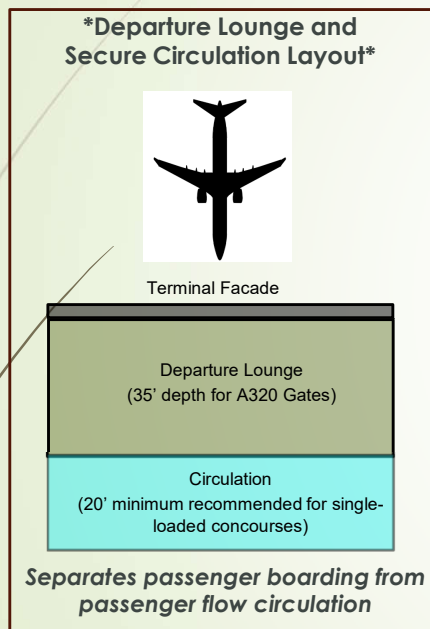 *Departure Lounge and
Secure Circulation Layout*
Terminal Facade
Departure Lounge
(35' depth for A320 Gates)
Circulation
(20' minimum recommended for single-
loaded concourses)
Separates passenger boarding from
passenger flow circulation